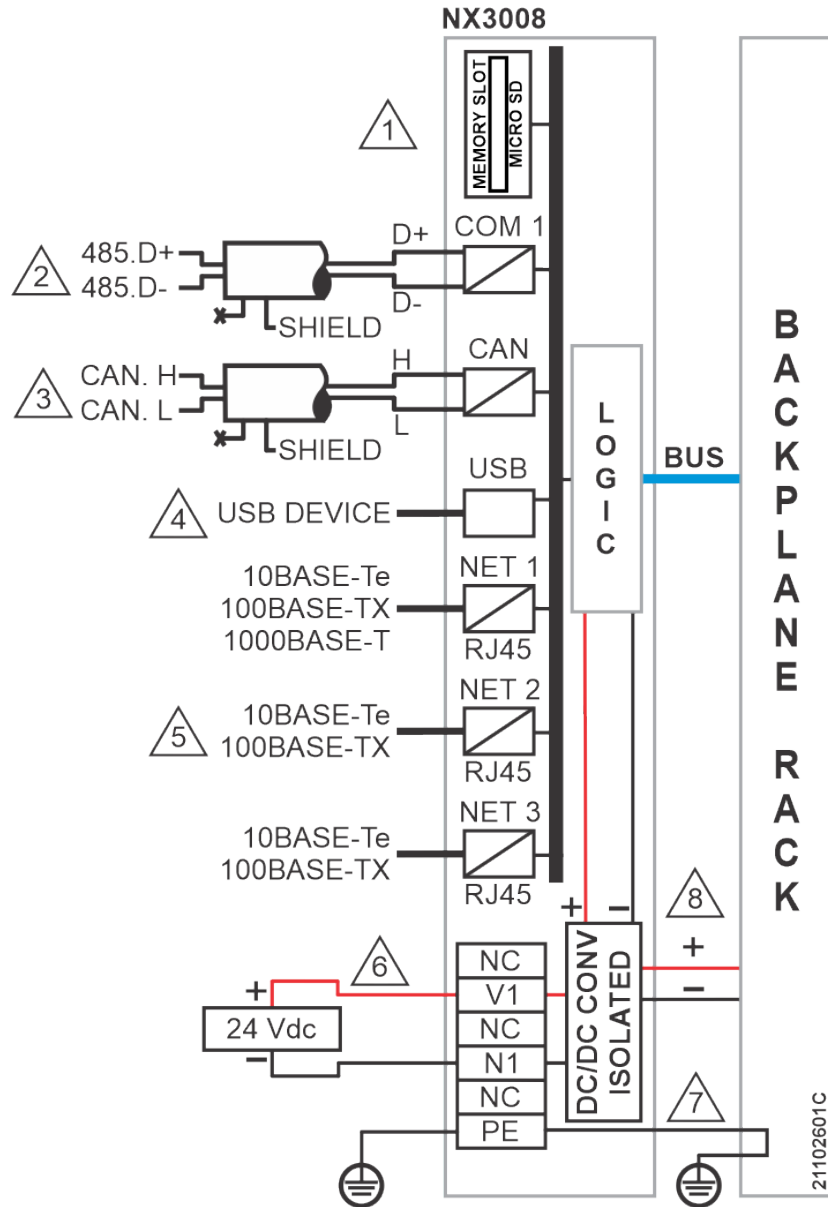 NX3008
MEMORY SLOT
MICRO SD
1
COM 1
D+
485.D+
2
485.D-
D-
SHIELD
CAN
H
CAN. H
3
CAN. L
L
SHIELD
LOGIC
BUS
BACKPLANE RACK
USB
4
USB DEVICE
NET 1
10BASE-Te
100BASE-TX
1000BASE-T
RJ45
NET 2
10BASE-Te
5
100BASE-TX
RJ45
NET 3
10BASE-Te
100BASE-TX
RJ45
+ -
8
+
-
DC/DC CONV
ISOLATED
6
NC
+
V1
24 Vdc
NC
-
N1
NC
7
PE
21102601C